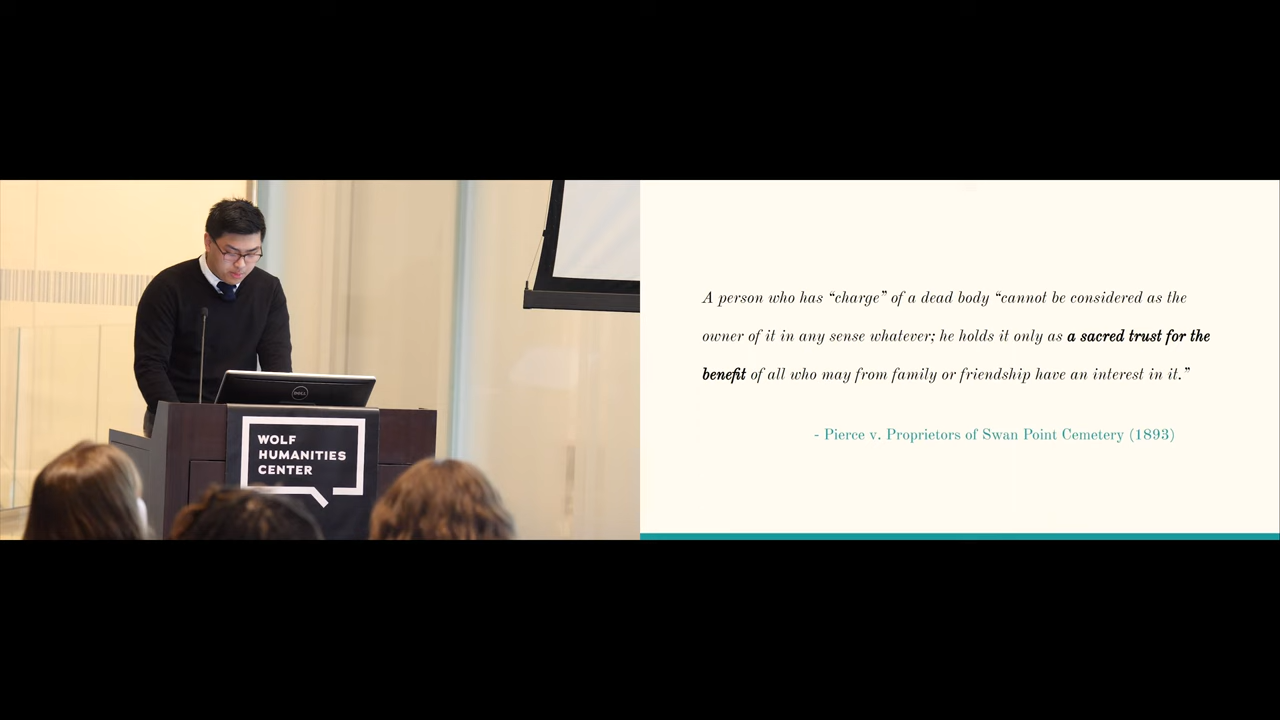 WOLF
HUMANITIES
CENTER
DELL
A person who has “charge” of a dead body “cannot be considered as the
owner of it in any sense whatever; he holds it only as a sacred trust for the
benefit of all who may from family or friendship have an interest in it.”
- Pierce v. Proprietors of Swan Point Cemetery (1893)